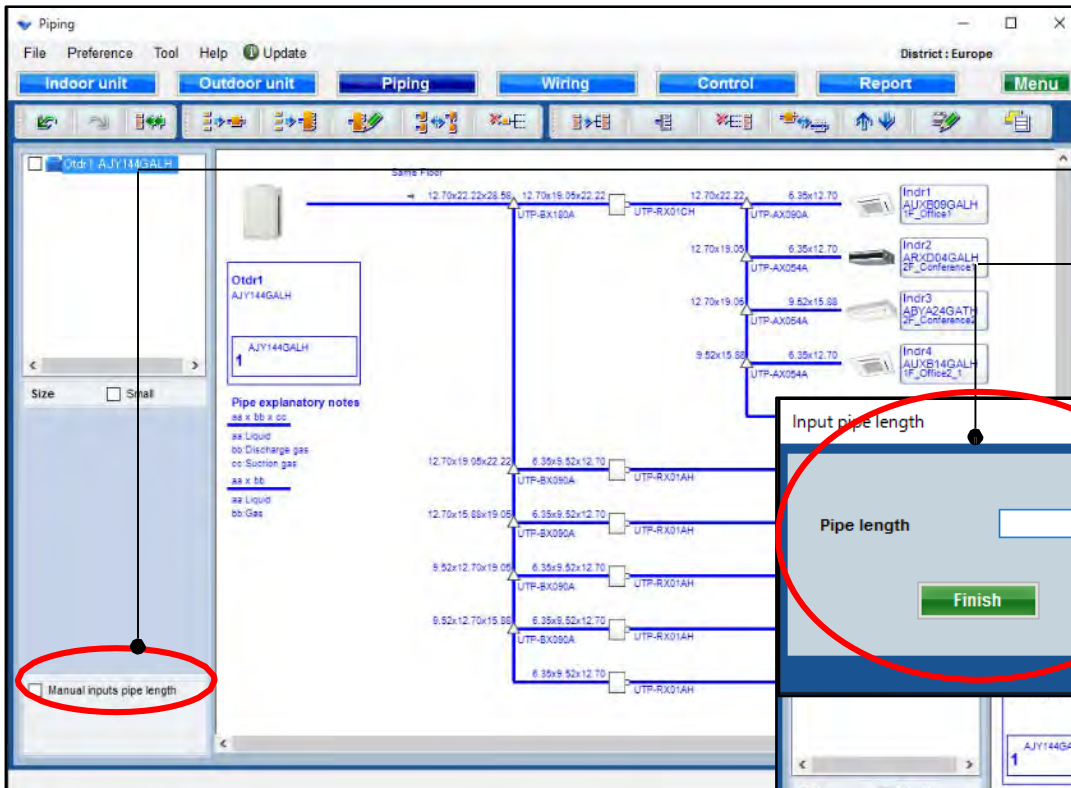 Piping
File Preference Tool Help Update
District : Europe
Indoor unit Outdoor unit Piping Wiring Control Report Menu
Otdr1 AJY144GALH
Size Small
Manual inputs pipe length
Same Floor
12.70x22.22x28.58 12.70x19.05x22.22 12.70x22.22 6.35x12.70
UTP-BX180A UTP-RX01CH UTP-AX090A
Indr1
AUXB09GALH
1F_Office1
12.70x19.05 6.35x12.70
UTP-AX054A
Indr2
ARXD04GALH
2F_Conference1
12.70x19.05 9.52x15.88
UTP-AX054A
Indr3
ABYA24GATH
2F_Conference2
9.52x15.88 6.35x12.70
UTP-AX054A
Indr4
AUXB14GALH
1F_Office2_1
Otdr1
AJY144GALH
AJY144GALH
1
Pipe explanatory notes
aa x bb x cc
aa:Liquid
bb:Discharge gas
cc:Suction gas
aa x bb
aa:Liquid
bb:Gas
12.70x19.05x22.22 6.35x9.52x12.70
UTP-BX090A UTP-RX01AH
12.70x15.88x19.05 6.35x9.52x12.70
UTP-BX090A UTP-RX01AH
9.52x12.70x19.05 6.35x9.52x12.70
UTP-BX090A UTP-RX01AH
9.52x12.70x15.88 6.35x9.52x12.70
UTP-BX090A UTP-RX01AH
6.35x9.52x12.70
UTP-RX01AH
Input pipe length
Pipe length
Finish
AJY144GA
1